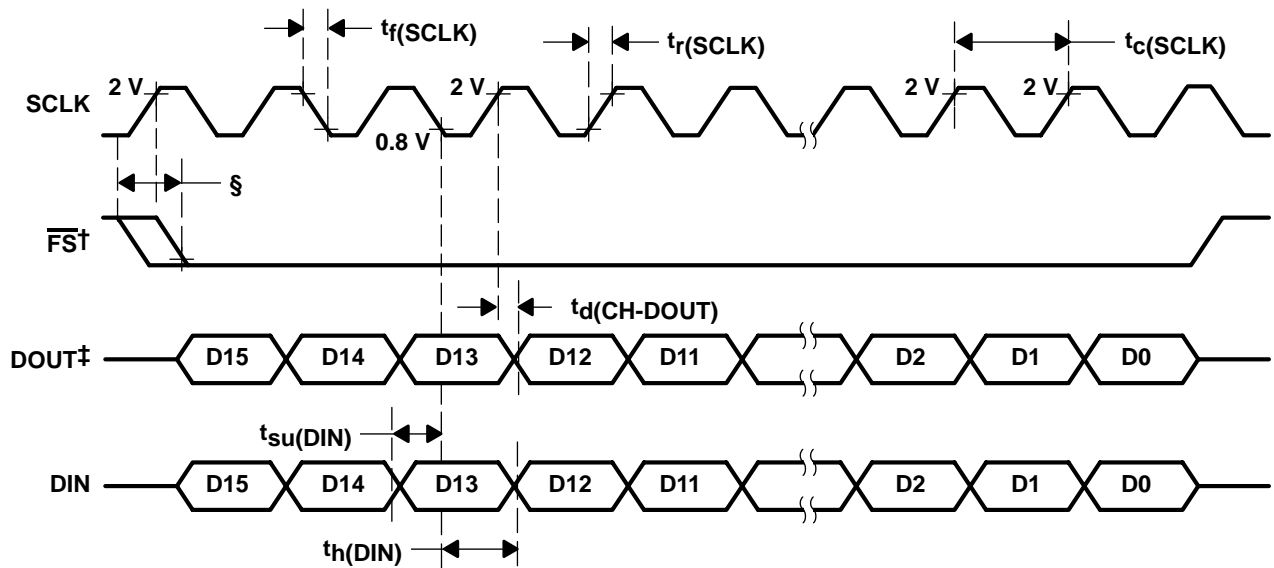 tf(SCLK)
tr(SCLK)
tc(SCLK)
SCLK
2 V
2 V
2 V
2 V
0.8 V
§
FS†
td(CH-DOUT)
DOUT‡
D15 D14 D13 D12 D11 D2 D1 D0
tsu(DIN)
DIN
D15 D14 D13 D12 D11 D2 D1 D0
th(DIN)